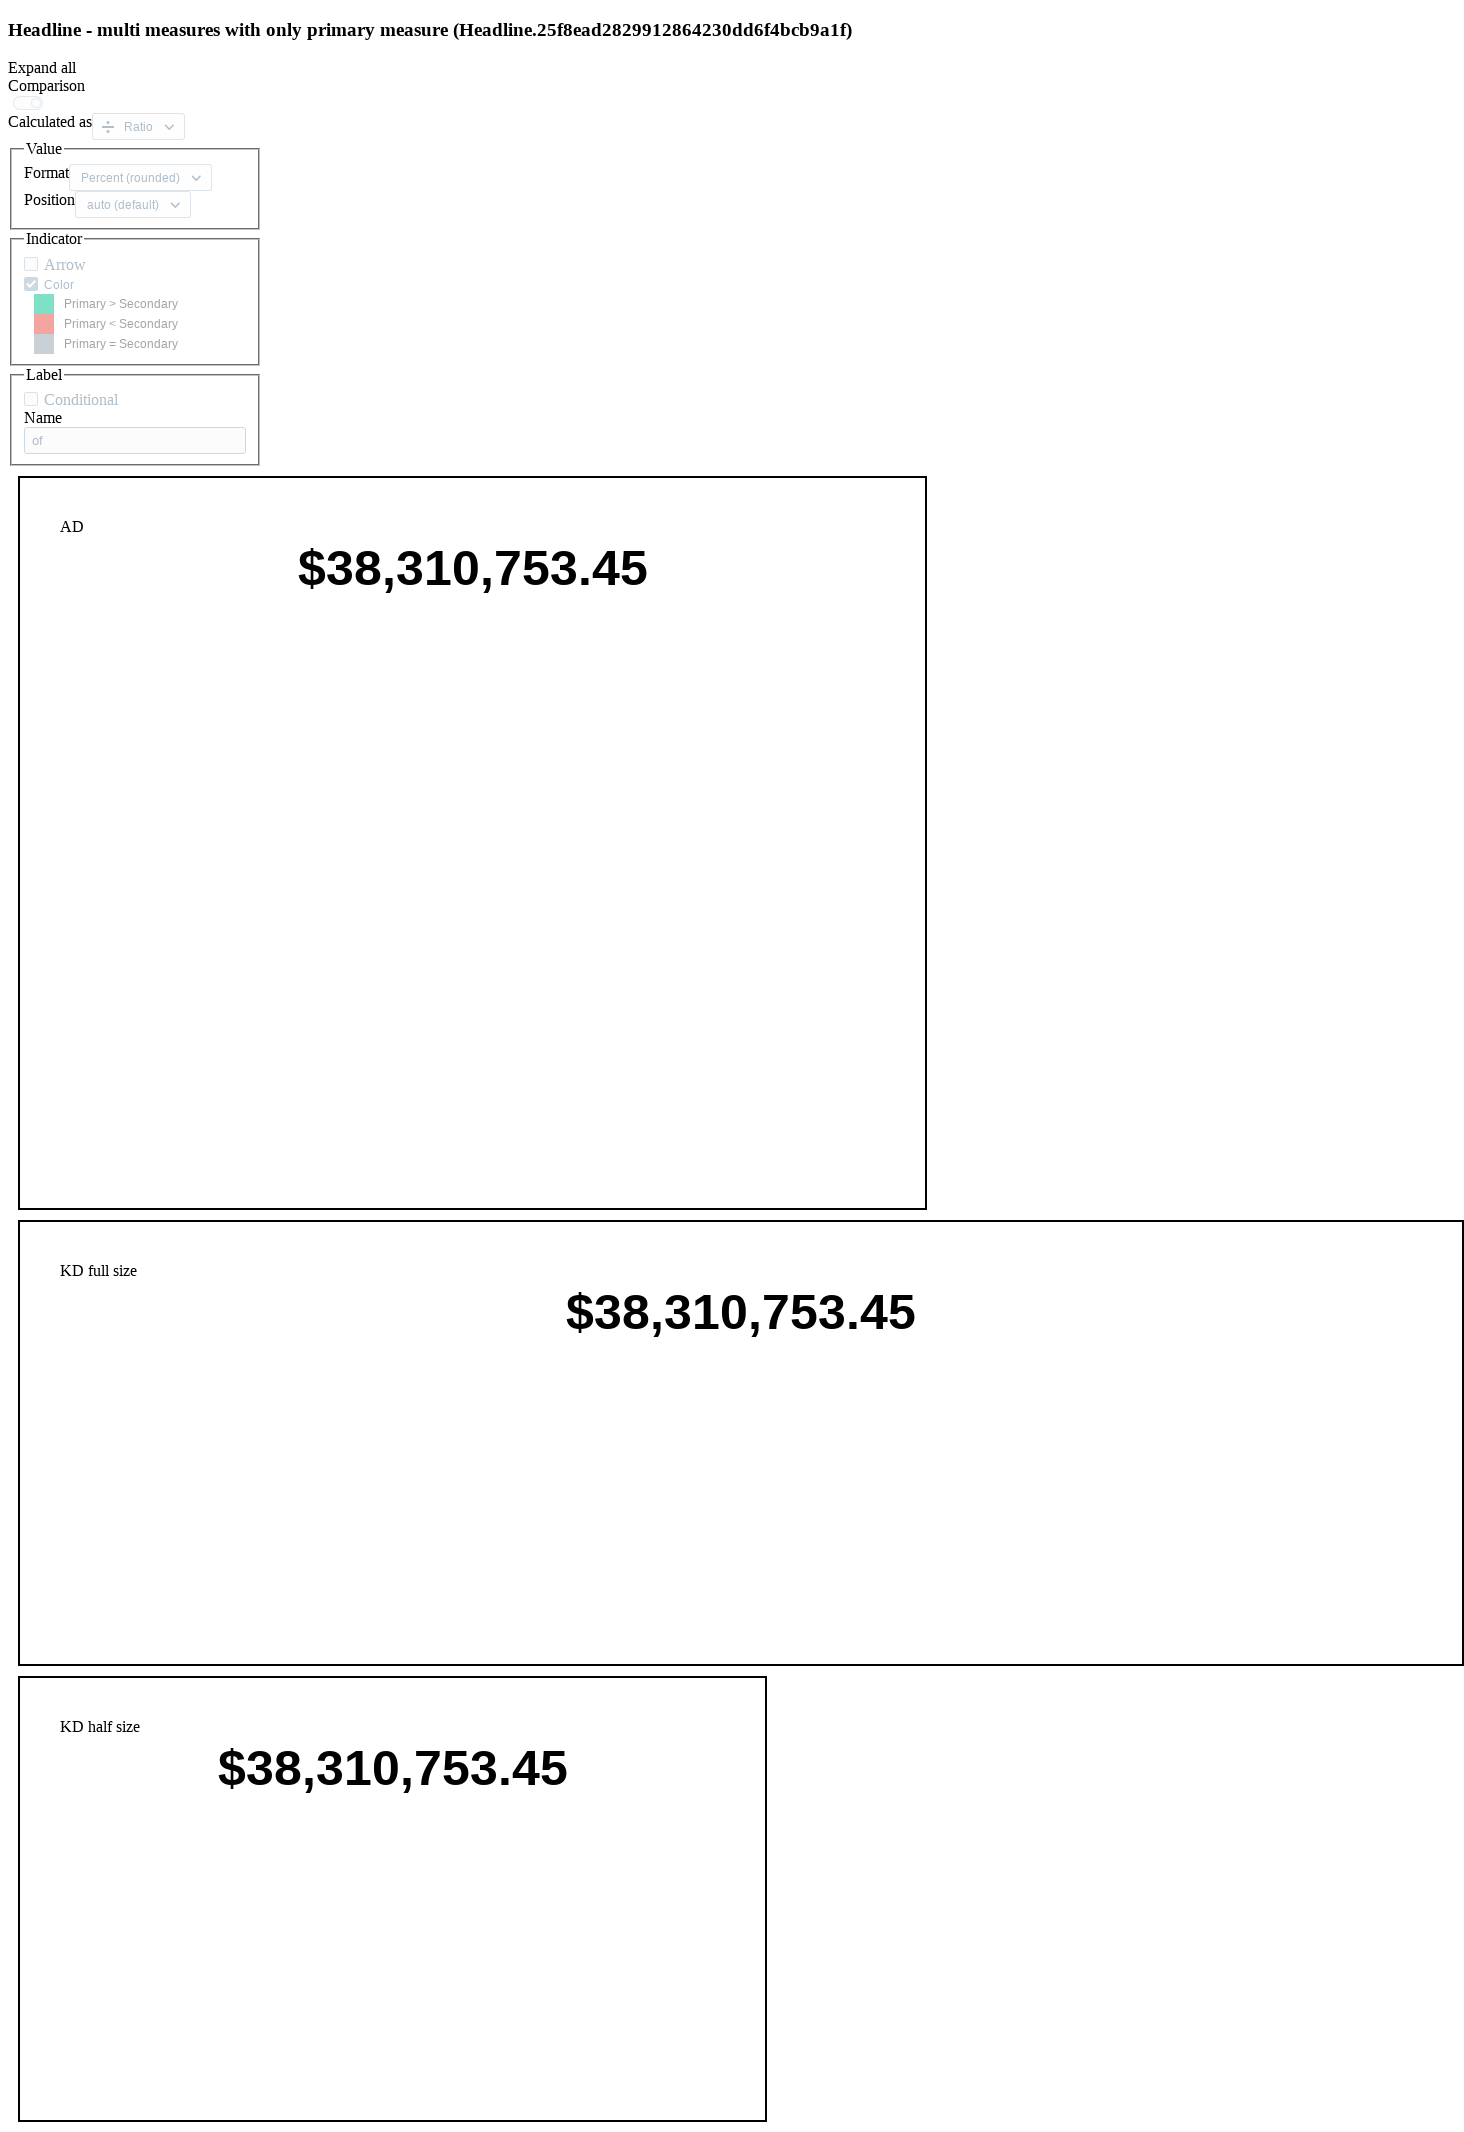 Headline - multi measures with only primary measure (Headline.25f8ead2829912864230dd6f4bcb9a1f)
Expand all
Comparison
Calculated as Ratio
Value
Format Percent (rounded)
Position auto (default)
Indicator
Arrow
Color
Primary > Secondary
Primary < Secondary
Primary = Secondary
Label
Conditional
Name
of
AD
$38,310,753.45
KD full size
$38,310,753.45
KD half size
$38,310,753.45